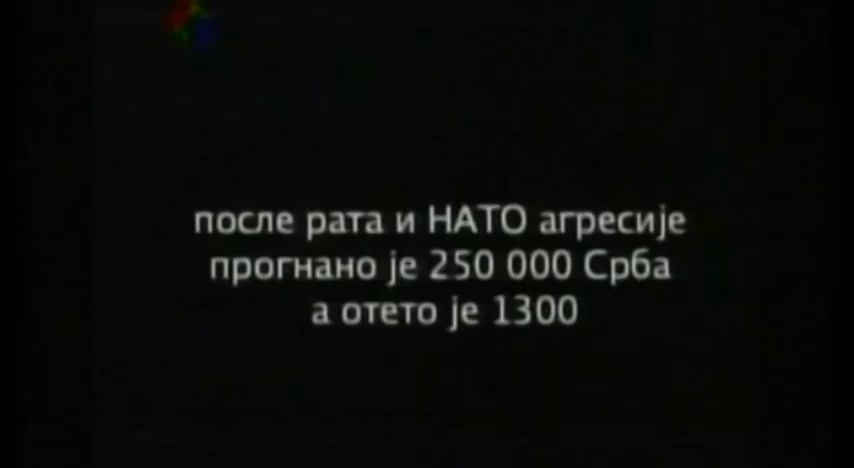 после рата и НАТО агресије
прогнано је 250 000 Срба
а отето је 1300